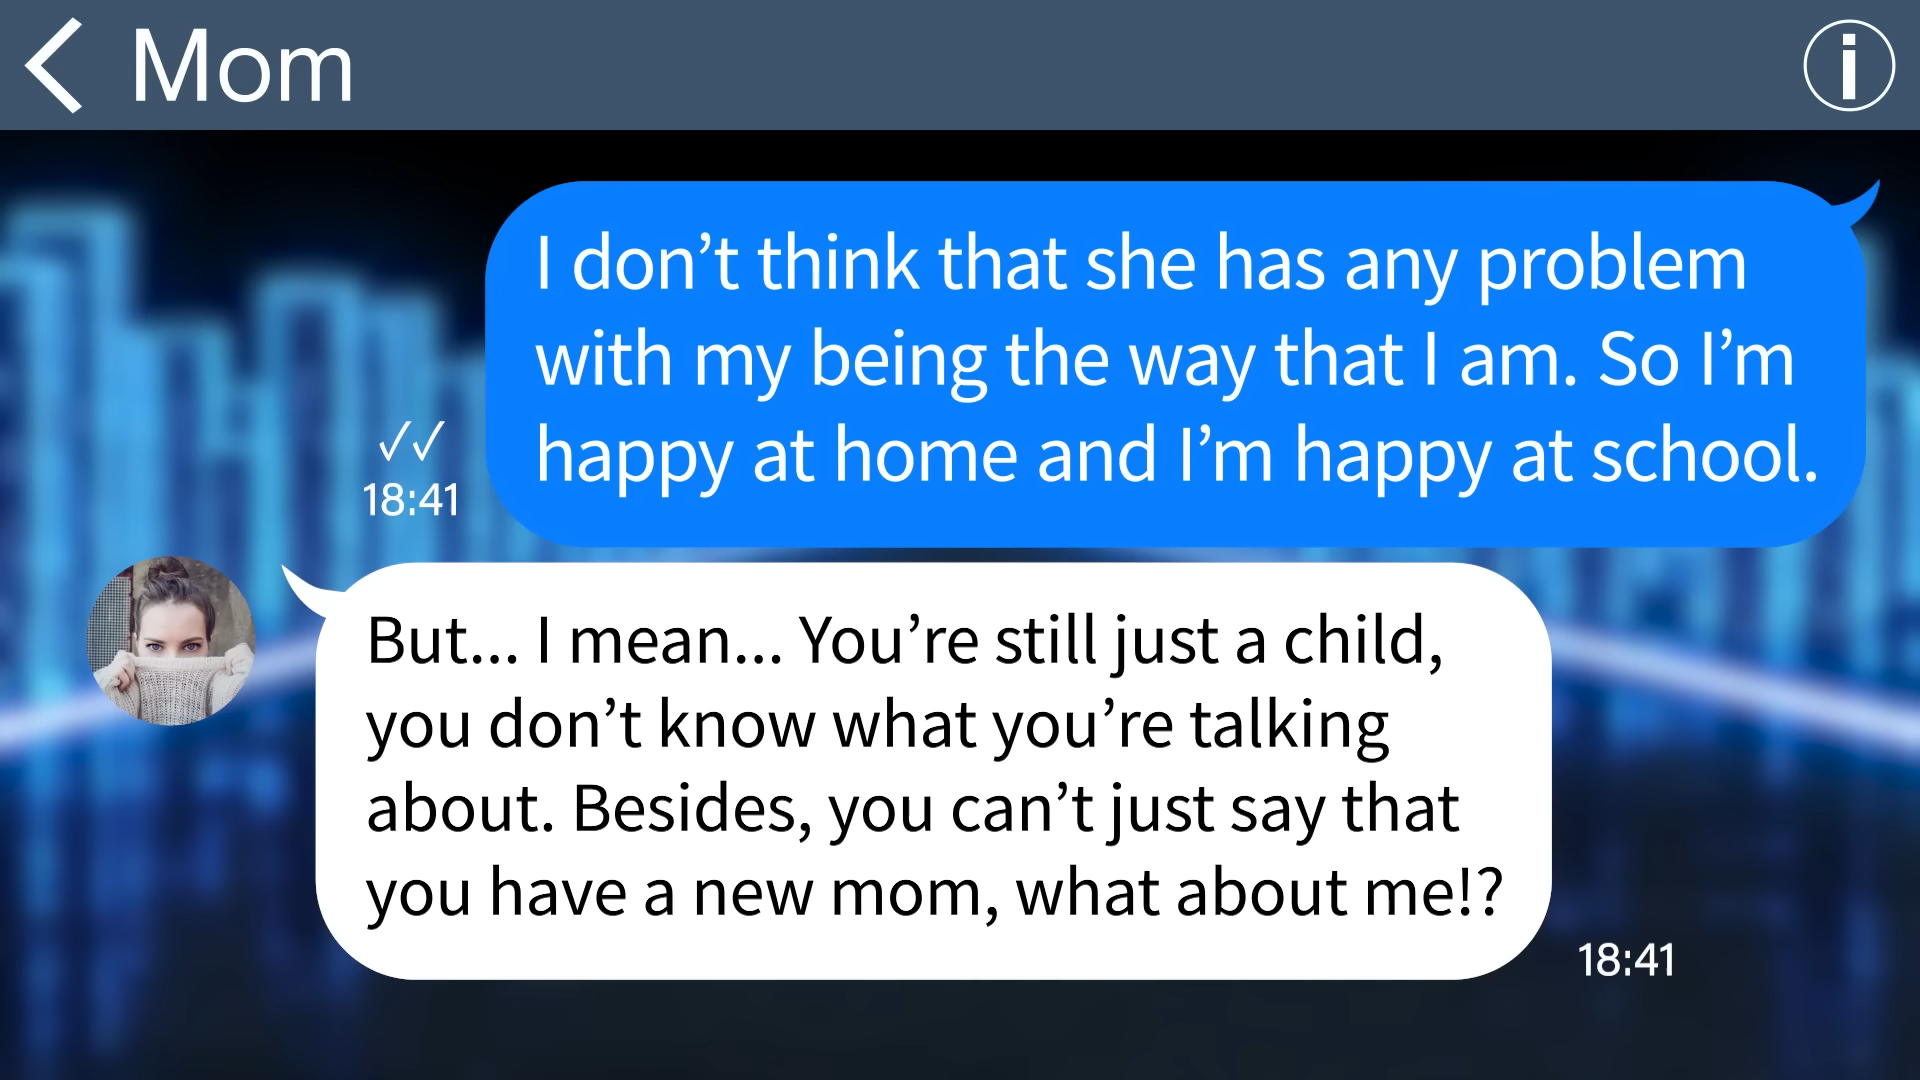 Mom
I don’t think that she has any problem
with my being the way that I am. So I’m
happy at home and I’m happy at school.
18:41
But... I mean... You’re still just a child,
you don’t know what you’re talking
about. Besides, you can’t just say that
you have a new mom, what about me!?
18:41